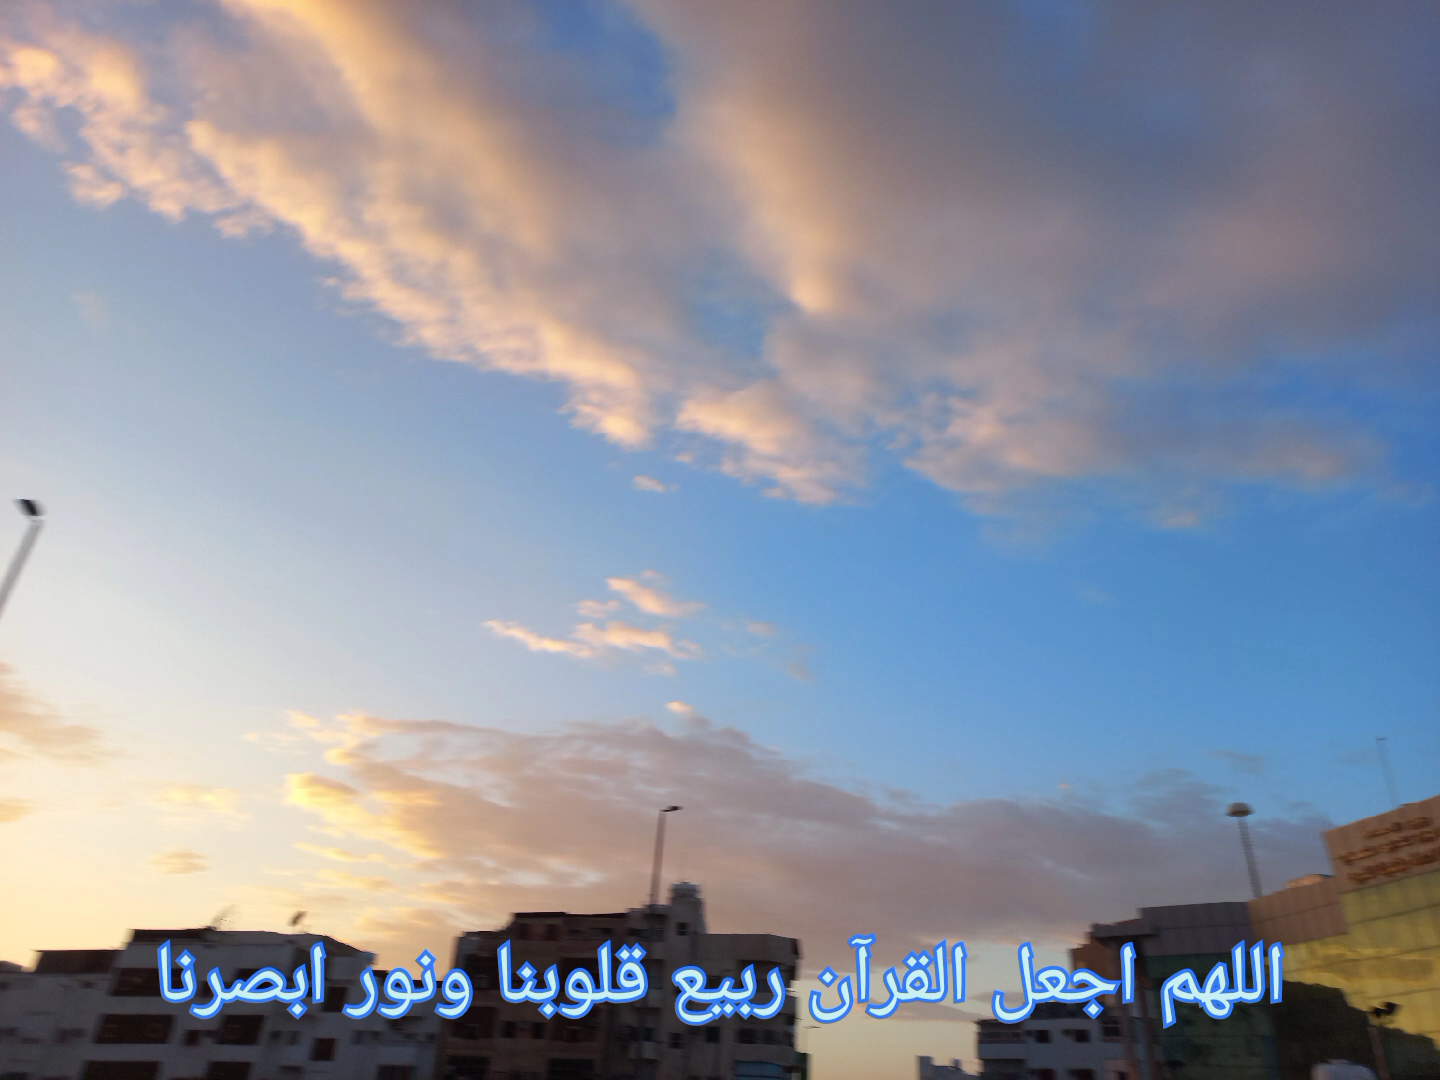 اللهم اجعل القرآن ربيع قلوبنا ونور ابصرنا